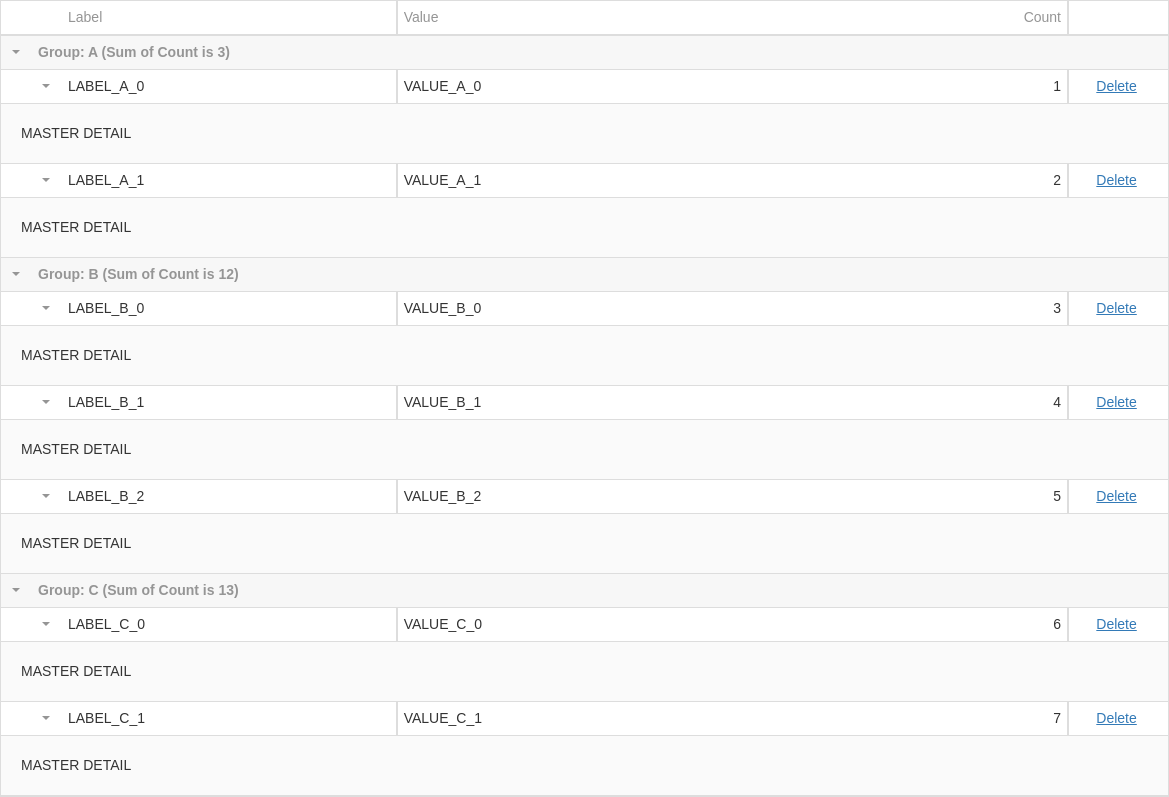 Label Value Count
Group: A (Sum of Count is 3)
LABEL_A_0 VALUE_A_0 1 Delete
MASTER DETAIL
LABEL_A_1 VALUE_A_1 2 Delete
MASTER DETAIL
Group: B (Sum of Count is 12)
LABEL_B_0 VALUE_B_0 3 Delete
MASTER DETAIL
LABEL_B_1 VALUE_B_1 4 Delete
MASTER DETAIL
LABEL_B_2 VALUE_B_2 5 Delete
MASTER DETAIL
Group: C (Sum of Count is 13)
LABEL_C_0 VALUE_C_0 6 Delete
MASTER DETAIL
LABEL_C_1 VALUE_C_1 7 Delete
MASTER DETAIL